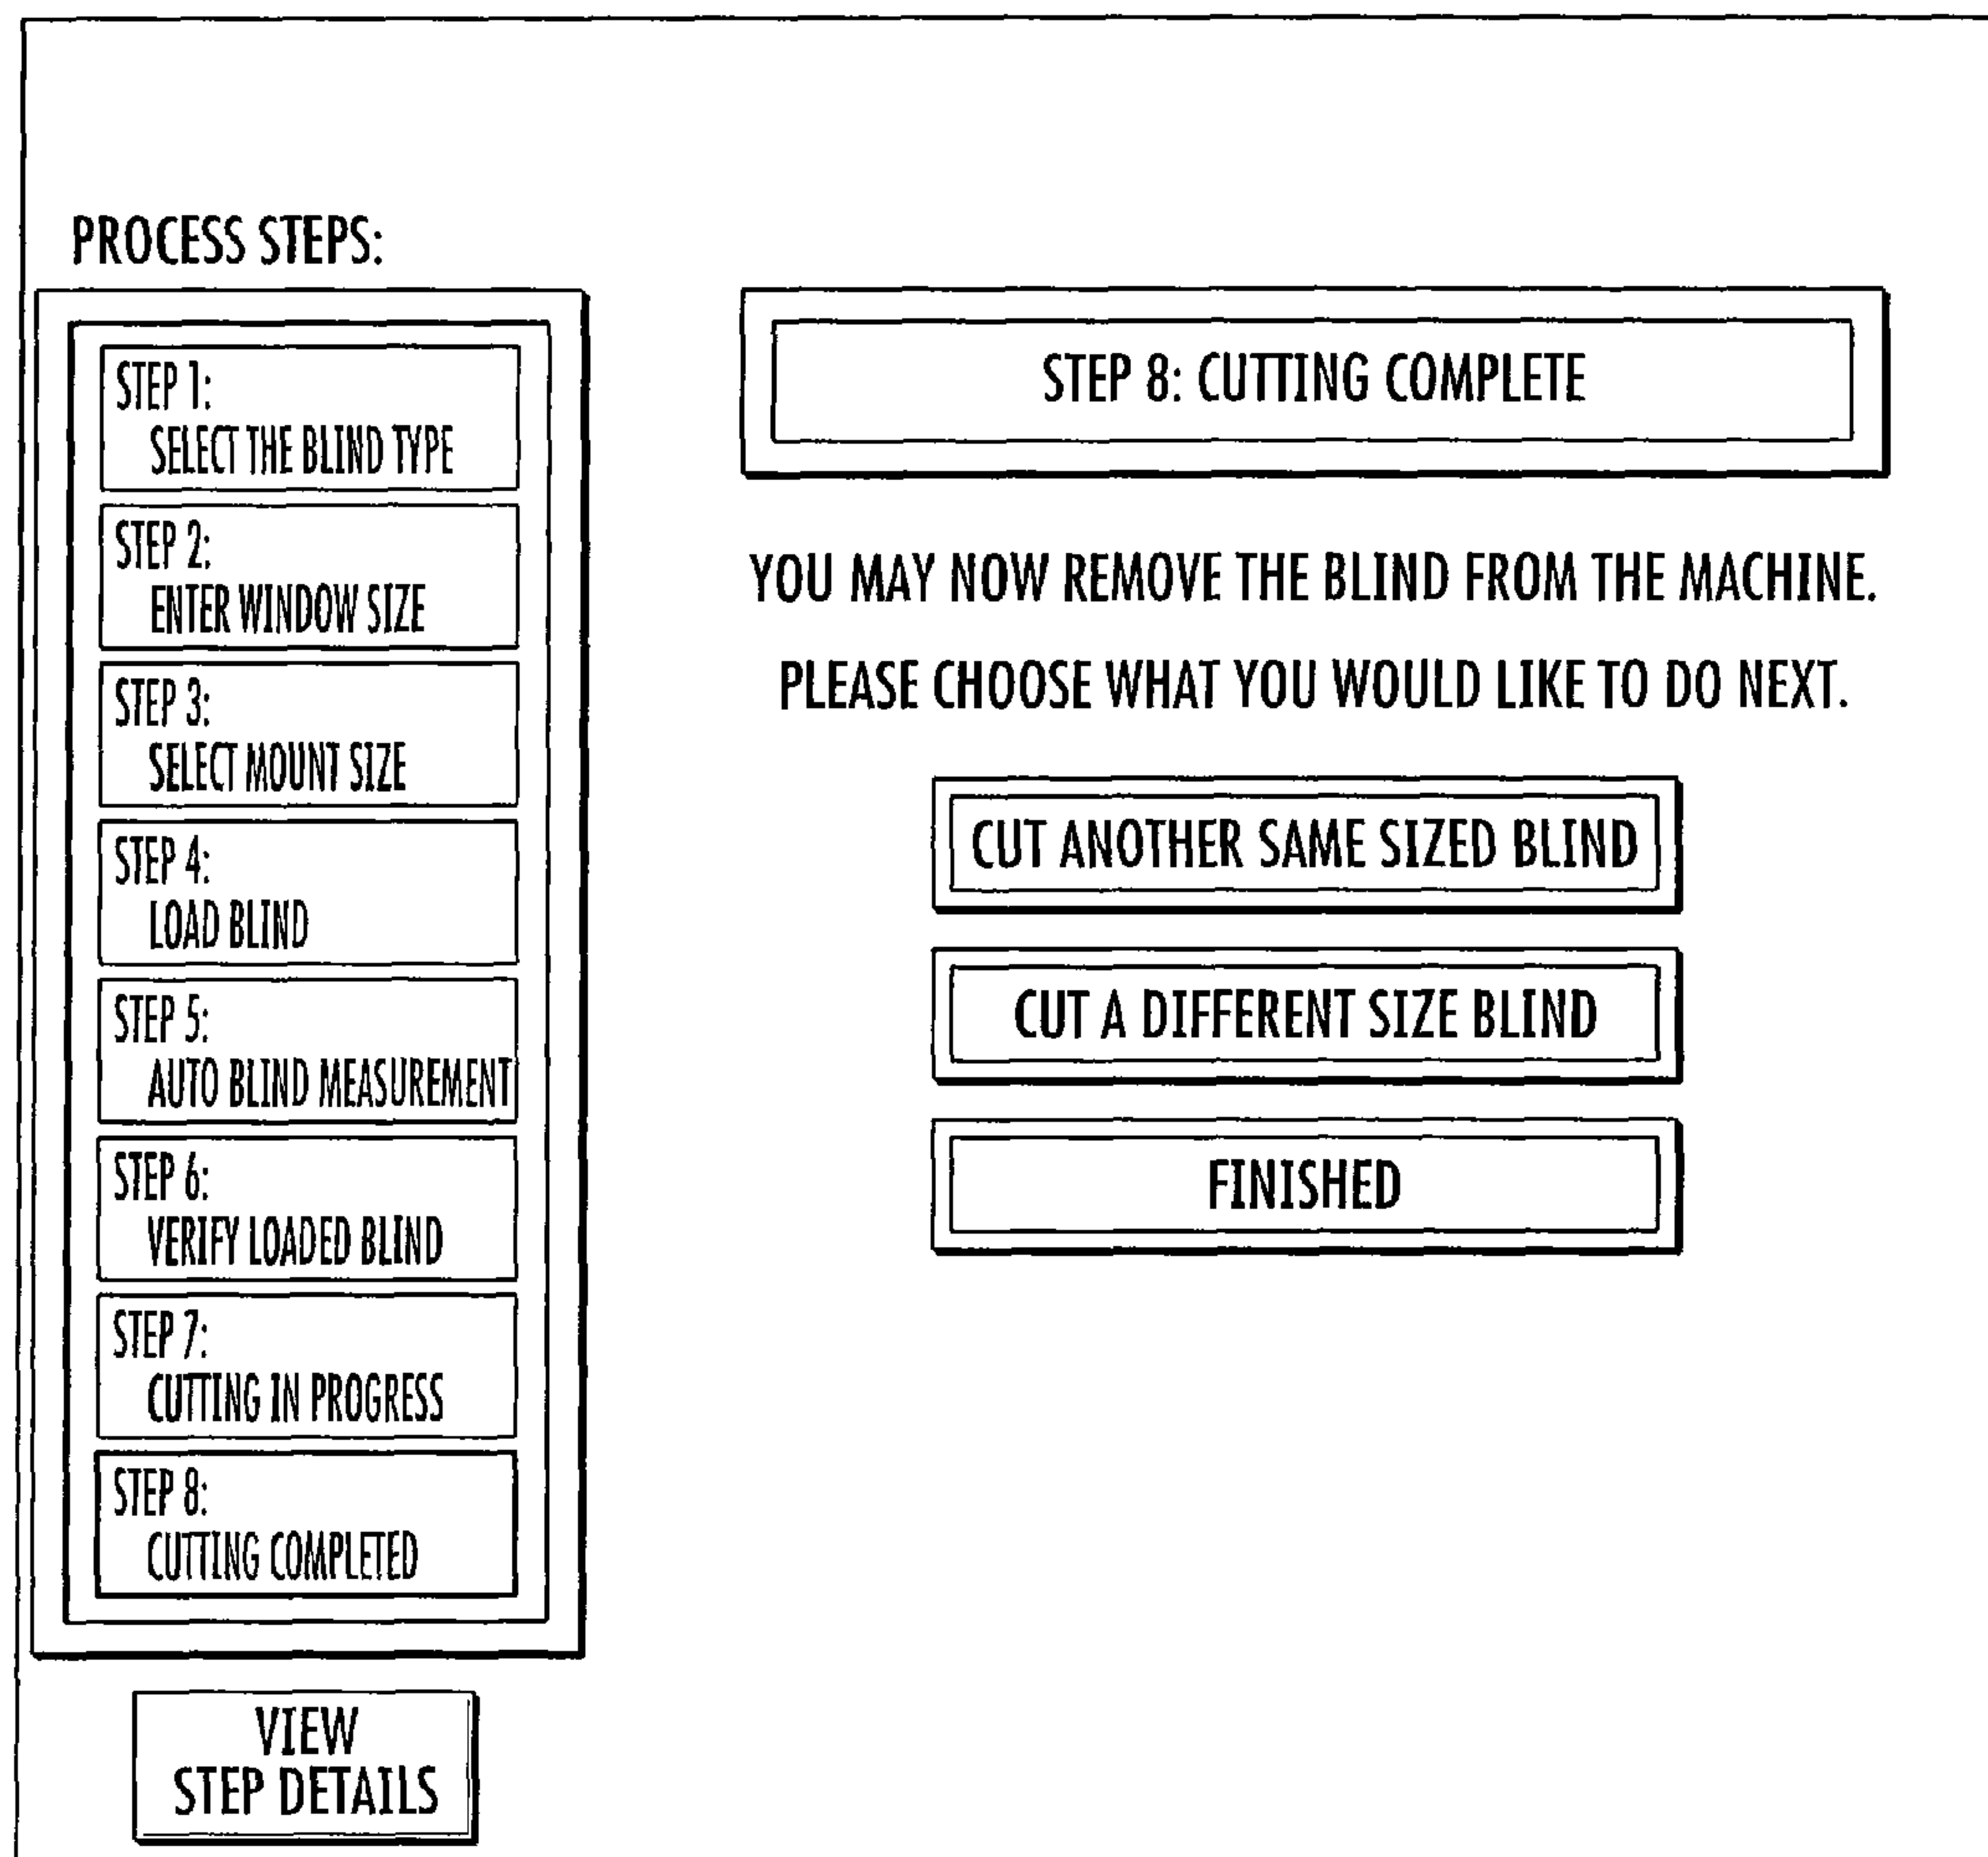 PROCESS STEPS:
STEP 1:
SELECT THE BLIND TYPE
STEP 2:
ENTER WINDOW SIZE
STEP 3:
SELECT MOUNT SIZE
STEP 4:
LOAD BLIND
STEP 5:
AUTO BLIND MEASUREMENT
STEP 6:
VERIFY LOADED BLIND
STEP 7:
CUTTING IN PROGRESS
STEP 8:
CUTTING COMPLETED
VIEW
STEP DETAILS
STEP 8: CUTTING COMPLETE
YOU MAY NOW REMOVE THE BLIND FROM THE MACHINE.
PLEASE CHOOSE WHAT YOU WOULD LIKE TO DO NEXT.
CUT ANOTHER SAME SIZED BLIND
CUT A DIFFERENT SIZE BLIND
FINISHED